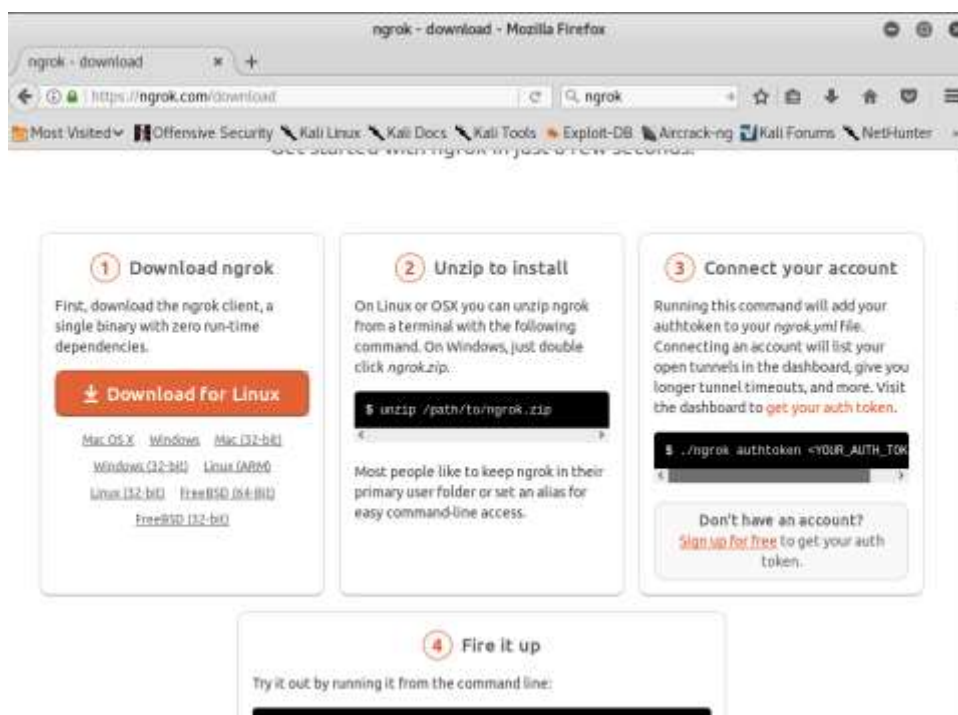 ngrok - download - Mozilla Firefox
ngrok - download
https://ngrok.com/download
ngrok
Most Visited
Offensive Security
Kali Linux
Kali Docs
Kali Tools
Exploit-DB
Aircrack-ng
Kali Forums
NetHunter
Get started with ngrok in just a few seconds.
1 Download ngrok
First, download the ngrok client, a
single binary with zero run-time
dependencies.
Download for Linux
Mac OS X Windows Mac (32-bit)
Windows (32-bit) Linux (ARM)
Linux (32-bit) FreeBSD (64-Bit)
FreeBSD (32-bit)
2 Unzip to install
On Linux or OSX you can unzip ngrok
from a terminal with the following
command. On Windows, just double
click ngrok.zip.
$ unzip /path/to/ngrok.zip
Most people like to keep ngrok in their
primary user folder or set an alias for
easy command-line access.
3 Connect your account
Running this command will add your
authtoken to your ngrok.yml file.
Connecting an account will list your
open tunnels in the dashboard, give you
longer tunnel timeouts, and more. Visit
the dashboard to get your auth token.
$ ./ngrok authtoken <YOUR_AUTH_TOK
Don't have an account?
Sign up for free to get your auth
token.
4 Fire it up
Try it out by running it from the command line: